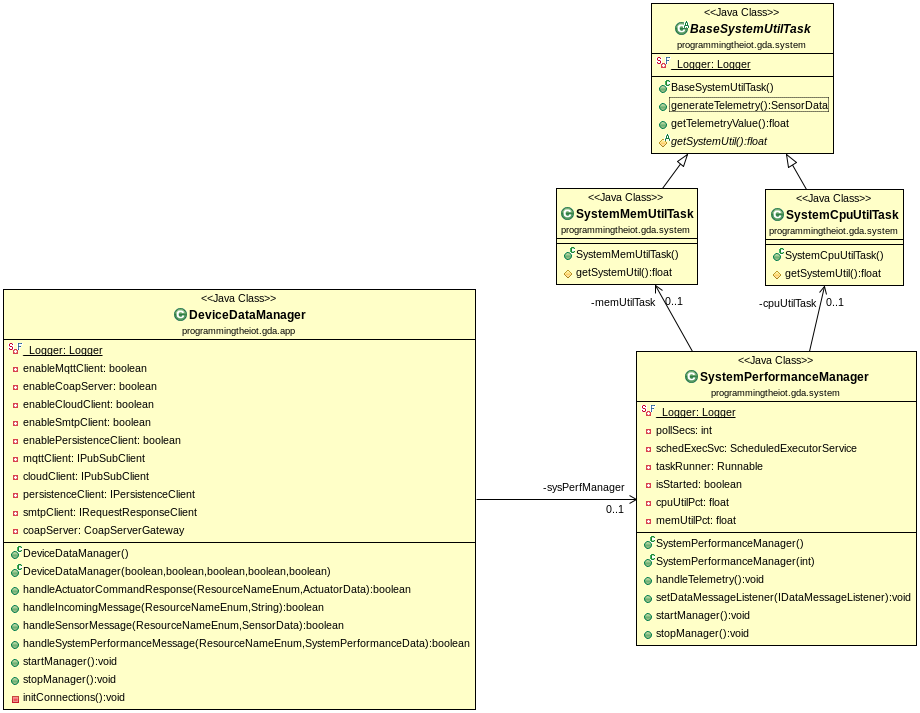 <<Java Class>>
BaseSystemUtilTask
programmingtheiot.gda.system
_Logger: Logger
BaseSystemUtilTask()
generateTelemetry():SensorData
getTelemetryValue():float
getSystemUtil():float
<<Java Class>>
SystemMemUtilTask
programmingtheiot.gda.system
SystemMemUtilTask()
getSystemUtil():float
<<Java Class>>
SystemCpuUtilTask
programmingtheiot.gda.system
SystemCpuUtilTask()
getSystemUtil():float
-memUtilTask 0..1
-cpuUtilTask 0..1
<<Java Class>>
DeviceDataManager
programmingtheiot.gda.app
_Logger: Logger
enableMqttClient: boolean
enableCoapServer: boolean
enableCloudClient: boolean
enableSmtpClient: boolean
enablePersistenceClient: boolean
mqttClient: IPubSubClient
cloudClient: IPubSubClient
persistenceClient: IPersistenceClient
smtpClient: IRequestResponseClient
coapServer: CoapServerGateway
DeviceDataManager()
DeviceDataManager(boolean,boolean,boolean,boolean,boolean)
handleActuatorCommandResponse(ResourceNameEnum,ActuatorData):boolean
handleIncomingMessage(ResourceNameEnum,String):boolean
handleSensorMessage(ResourceNameEnum,SensorData):boolean
handleSystemPerformanceMessage(ResourceNameEnum,SystemPerformanceData):boolean
startManager():void
stopManager():void
initConnections():void
-sysPerfManager
0..1
<<Java Class>>
SystemPerformanceManager
programmingtheiot.gda.system
_Logger: Logger
pollSecs: int
schedExecSvc: ScheduledExecutorService
taskRunner: Runnable
isStarted: boolean
cpuUtilPct: float
memUtilPct: float
SystemPerformanceManager()
SystemPerformanceManager(int)
handleTelemetry():void
setDataMessageListener(IDataMessageListener):void
startManager():void
stopManager():void